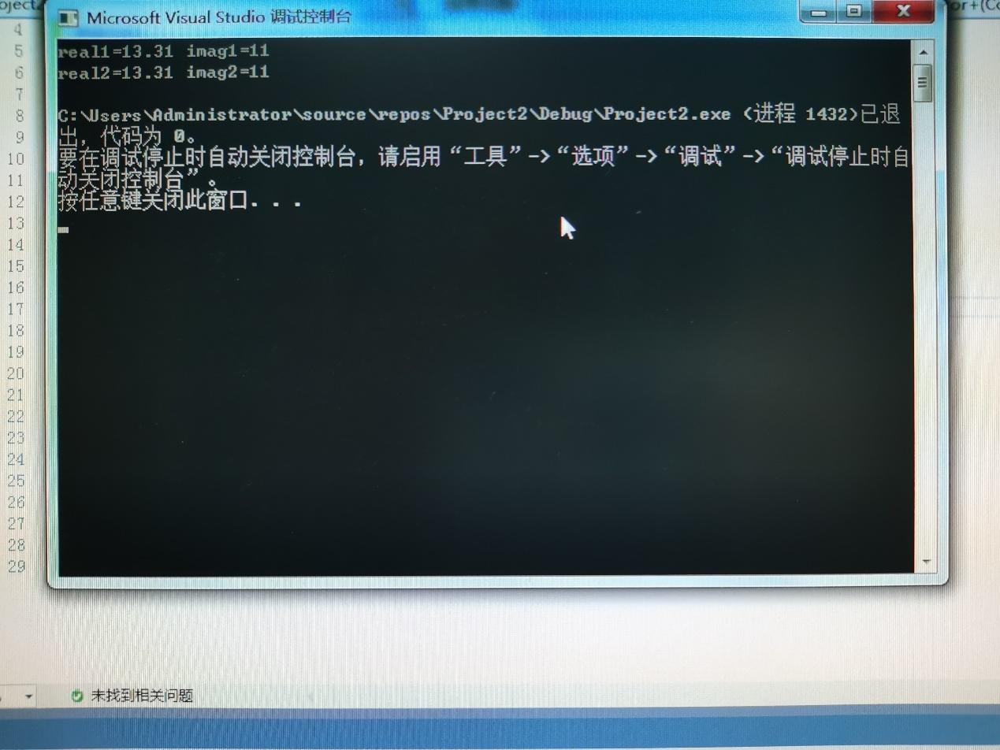 Microsoft Visual Studio 调试控制台
real1=13.31 imag1=11
real2=13.31 imag2=11
C:\Users\Administrator\source\repos\Project2\Debug\Project2.exe (进程 1432)已退
出，代码为 0。
要在调试停止时自动关闭控制台，请启用“工具”->“选项”->“调试”->“调试停止时自
动关闭控制台”。
按任意键关闭此窗口. . .
4
5
6
7
8
9
10
11
12
13
14
15
16
17
18
19
20
21
22
23
24
25
26
27
28
29
未找到相关问题